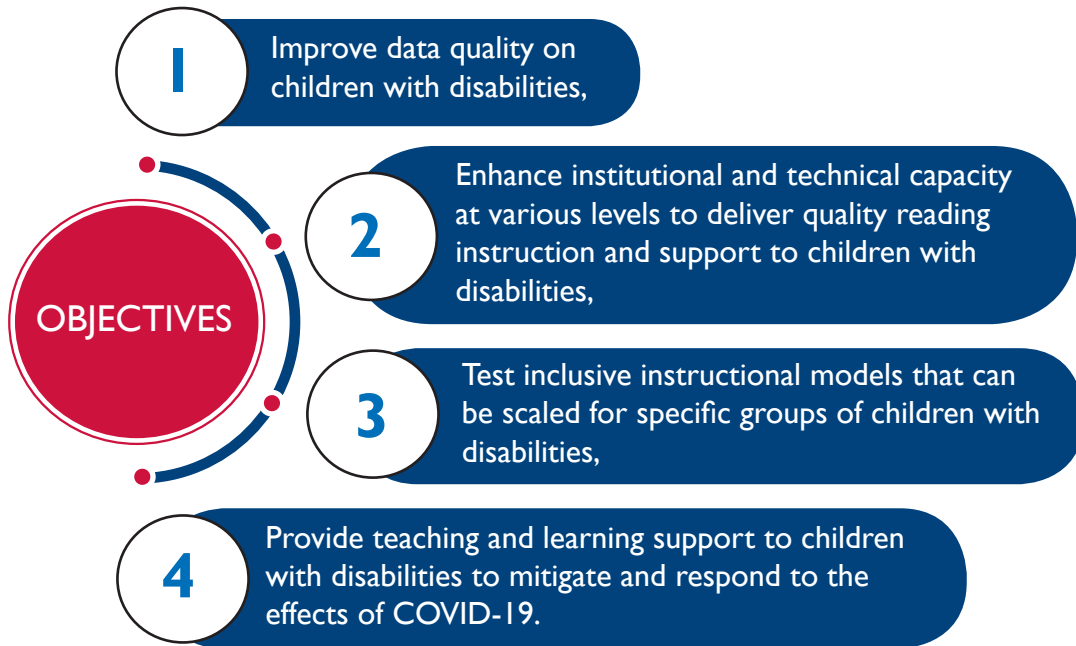 OBJECTIVES
1
Improve data quality on
children with disabilities,
2
Enhance institutional and technical capacity
at various levels to deliver quality reading
instruction and support to children with
disabilities,
3
Test inclusive instructional models that can
be scaled for specific groups of children with
disabilities,
4
Provide teaching and learning support to children
with disabilities to mitigate and respond to the
effects of COVID-19.